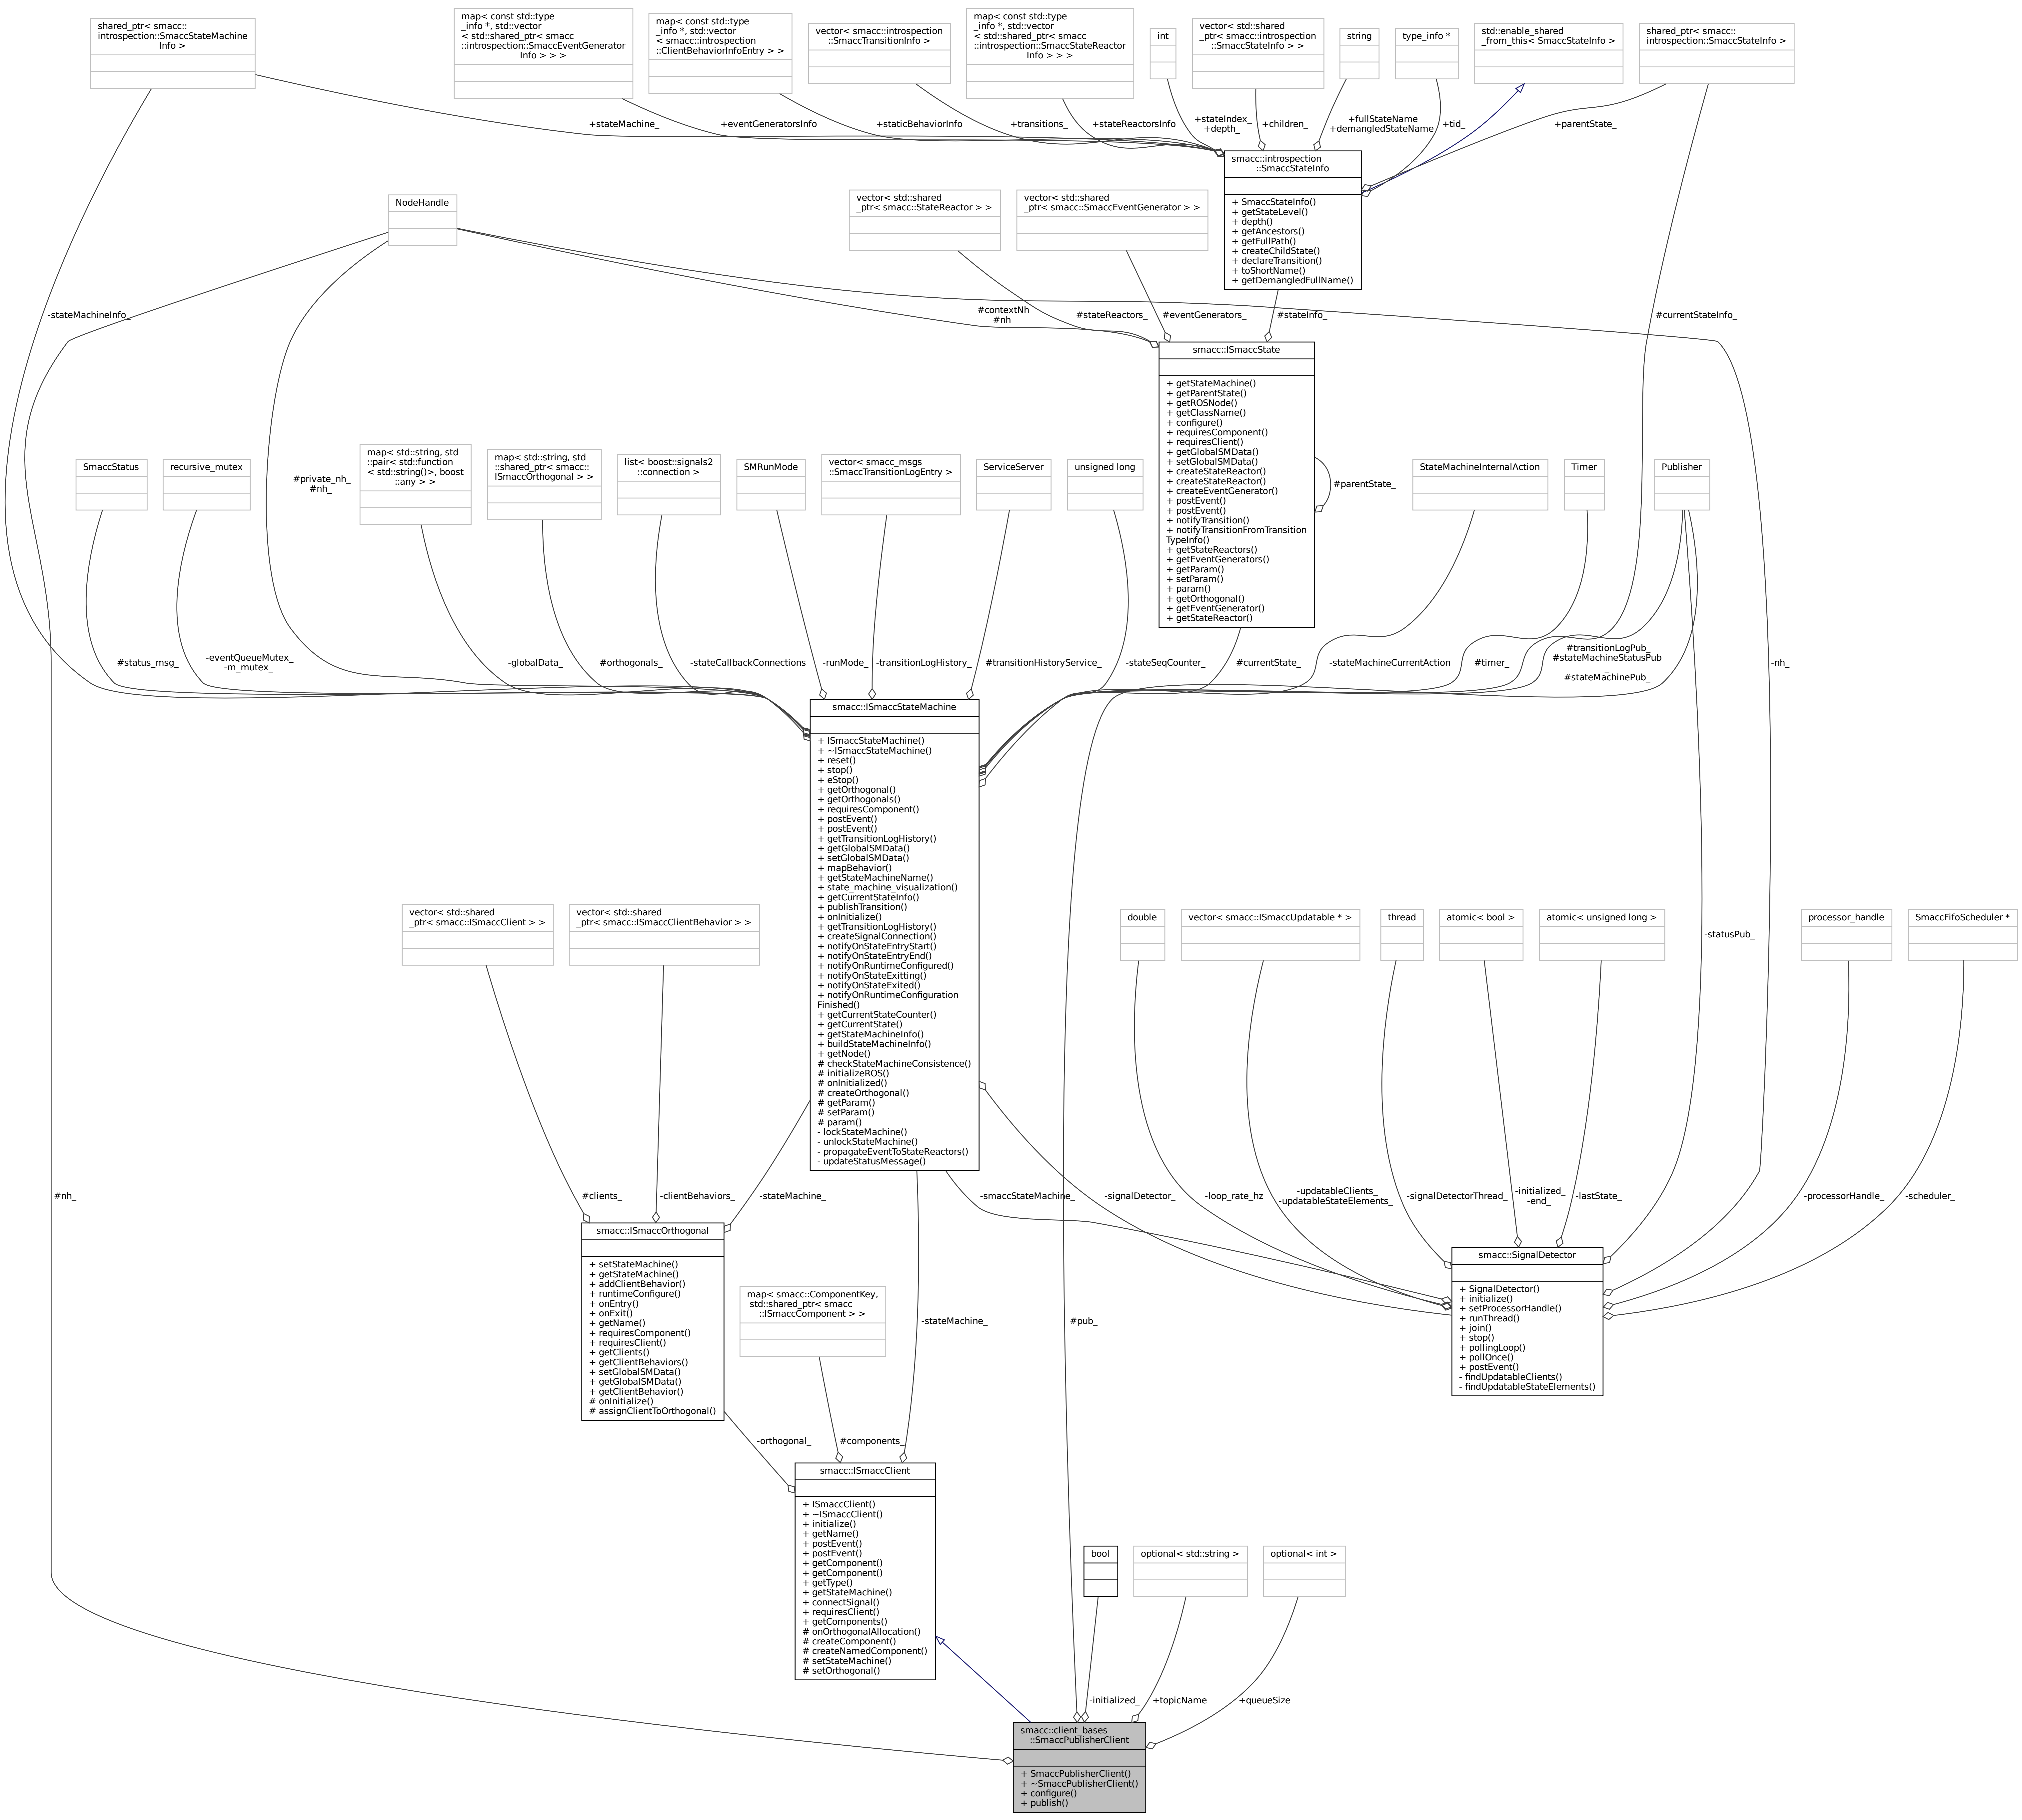 shared_ptr< smacc::
introspection::SmaccStateMachine
Info >
map< const std::type
_info *, std::vector
< std::shared_ptr< smacc
::introspection::SmaccEventGenerator
Info > > >
map< const std::type
_info *, std::vector
< smacc::introspection
::ClientBehaviorInfoEntry > >
vector< smacc::introspection
::SmaccTransitionInfo >
map< const std::type
_info *, std::vector
< std::shared_ptr< smacc
::introspection::SmaccStateReactor
Info > > >
int
vector< std::shared
_ptr< smacc::introspection
::SmaccStateInfo > >
string
type_info *
std::enable_shared
_from_this< SmaccStateInfo >
shared_ptr< smacc::
introspection::SmaccStateInfo >
+stateMachine_
+eventGeneratorsInfo
+staticBehaviorInfo
+transitions_
+stateReactorsInfo
+stateIndex_
+depth_
+children_
+fullStateName
+demangledStateName
+tid_
+parentState_
smacc::introspection
::SmaccStateInfo
+ SmaccStateInfo()
+ getStateLevel()
+ depth()
+ getAncestors()
+ getFullPath()
+ createChildState()
+ declareTransition()
+ toShortName()
+ getDemangledFullName()
NodeHandle
vector< std::shared
_ptr< smacc::StateReactor > >
vector< std::shared
_ptr< smacc::SmaccEventGenerator > >
-stateMachineInfo_
#contextNh
#nh
#stateReactors_
#eventGenerators_
#stateInfo_
#currentStateInfo_
smacc::ISmaccState
+ getStateMachine()
+ getParentState()
+ getROSNode()
+ getClassName()
+ configure()
+ requiresComponent()
+ requiresClient()
+ getGlobalSMData()
+ setGlobalSMData()
+ createStateReactor()
+ createStateReactor()
+ createEventGenerator()
+ postEvent()
+ postEvent()
+ notifyTransition()
+ notifyTransitionFromTransition
TypeInfo()
+ getStateReactors()
+ getEventGenerators()
+ getParam()
+ setParam()
+ param()
+ getOrthogonal()
+ getEventGenerator()
+ getStateReactor()
#parentState_
SmaccStatus
recursive_mutex
#private_nh_
#nh_
map< std::string, std
::pair< std::function
< std::string()>, boost
::any > >
map< std::string, std
::shared_ptr< smacc::
ISmaccOrthogonal > >
list< boost::signals2
::connection >
SMRunMode
vector< smacc_msgs
::SmaccTransitionLogEntry >
ServiceServer
unsigned long
StateMachineInternalAction
Timer
Publisher
#status_msg_
-eventQueueMutex_
-m_mutex_
-globalData_
#orthogonals_
-stateCallbackConnections
-runMode_
-transitionLogHistory_
#transitionHistoryService_
-stateSeqCounter_
#currentState_
-stateMachineCurrentAction
#timer_
#transitionLogPub_
#stateMachineStatusPub
_
#stateMachinePub_
-nh_
smacc::ISmaccStateMachine
+ ISmaccStateMachine()
+ ~ISmaccStateMachine()
+ reset()
+ stop()
+ eStop()
+ getOrthogonal()
+ getOrthogonals()
+ requiresComponent()
+ postEvent()
+ postEvent()
+ getTransitionLogHistory()
+ getGlobalSMData()
+ setGlobalSMData()
+ mapBehavior()
+ getStateMachineName()
+ state_machine_visualization()
+ getCurrentStateInfo()
+ publishTransition()
+ onInitialize()
+ getTransitionLogHistory()
+ createSignalConnection()
+ notifyOnStateEntryStart()
+ notifyOnStateEntryEnd()
+ notifyOnRuntimeConfigured()
+ notifyOnStateExitting()
+ notifyOnStateExited()
+ notifyOnRuntimeConfiguration
Finished()
+ getCurrentStateCounter()
+ getCurrentState()
+ getStateMachineInfo()
+ buildStateMachineInfo()
+ getNode()
# checkStateMachineConsistence()
# initializeROS()
# onInitialized()
# createOrthogonal()
# getParam()
# setParam()
# param()
- lockStateMachine()
- unlockStateMachine()
- propagateEventToStateReactors()
- updateStatusMessage()
vector< std::shared
_ptr< smacc::ISmaccClient > >
vector< std::shared
_ptr< smacc::ISmaccClientBehavior > >
double
vector< smacc::ISmaccUpdatable * >
thread
atomic< bool >
atomic< unsigned long >
processor_handle
SmaccFifoScheduler *
-statusPub_
#nh_
#clients_
-clientBehaviors_
-stateMachine_
-smaccStateMachine_
-signalDetector_
-loop_rate_hz
-updatableClients_
-updatableStateElements_
-signalDetectorThread_
-initialized_
-end_
-lastState_
-processorHandle_
-scheduler_
smacc::ISmaccOrthogonal
+ setStateMachine()
+ getStateMachine()
+ addClientBehavior()
+ runtimeConfigure()
+ onEntry()
+ onExit()
+ getName()
+ requiresComponent()
+ requiresClient()
+ getClients()
+ getClientBehaviors()
+ setGlobalSMData()
+ getGlobalSMData()
+ getClientBehavior()
# onInitialize()
# assignClientToOrthogonal()
smacc::SignalDetector
+ SignalDetector()
+ initialize()
+ setProcessorHandle()
+ runThread()
+ join()
+ stop()
+ pollingLoop()
+ pollOnce()
+ postEvent()
- findUpdatableClients()
- findUpdatableStateElements()
map< smacc::ComponentKey,
std::shared_ptr< smacc
::ISmaccComponent > >
-stateMachine_
#pub_
-orthogonal_
#components_
smacc::ISmaccClient
+ ISmaccClient()
+ ~ISmaccClient()
+ initialize()
+ getName()
+ postEvent()
+ postEvent()
+ getComponent()
+ getComponent()
+ getType()
+ getStateMachine()
+ connectSignal()
+ requiresClient()
+ getComponents()
# onOrthogonalAllocation()
# createComponent()
# createNamedComponent()
# setStateMachine()
# setOrthogonal()
bool
optional< std::string >
optional< int >
-initialized_
+topicName
+queueSize
smacc::client_bases
::SmaccPublisherClient
+ SmaccPublisherClient()
+ ~SmaccPublisherClient()
+ configure()
+ publish()